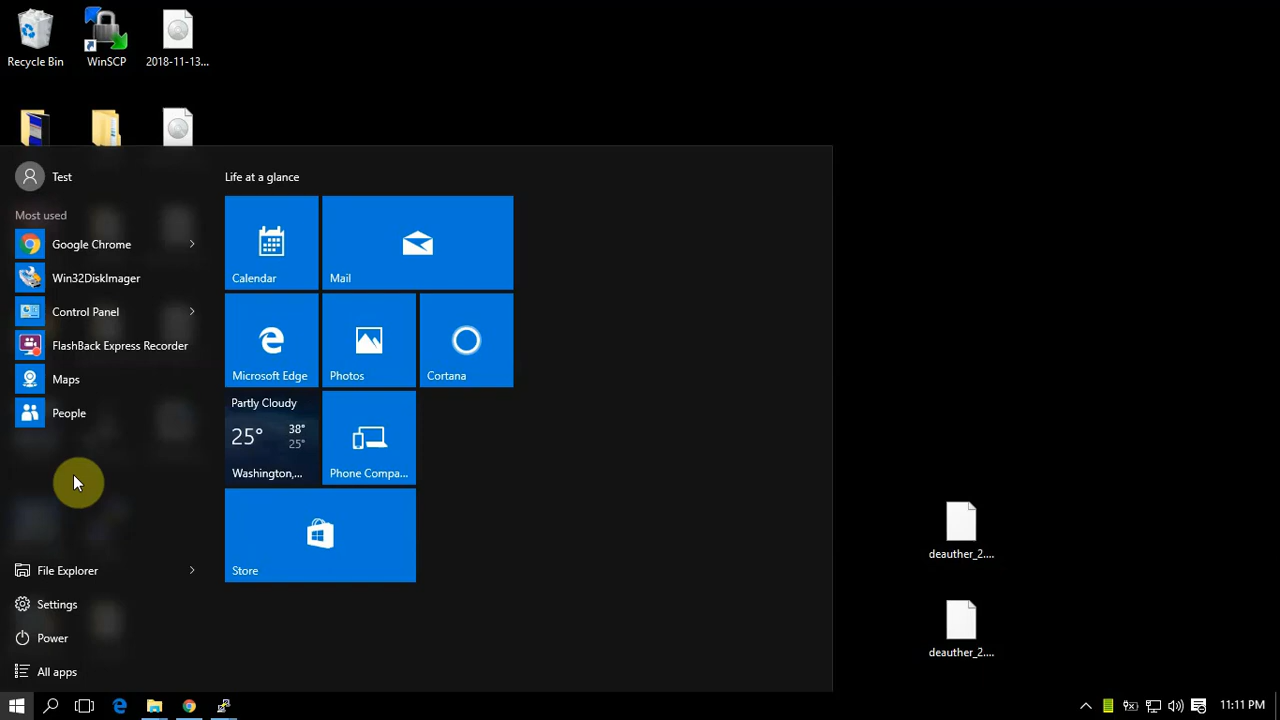 Recycle Bin
WinSCP
2018-11-13...
Test
Most used
Google Chrome
Win32DiskImager
Control Panel
FlashBack Express Recorder
Maps
People
File Explorer
Settings
Power
All apps
Life at a glance
Calendar
Mail
Microsoft Edge
Photos
Cortana
Partly Cloudy
25°
38°
25°
Washington,...
Phone Compa...
Store
deauther_2....
deauther_2....
11:11 PM